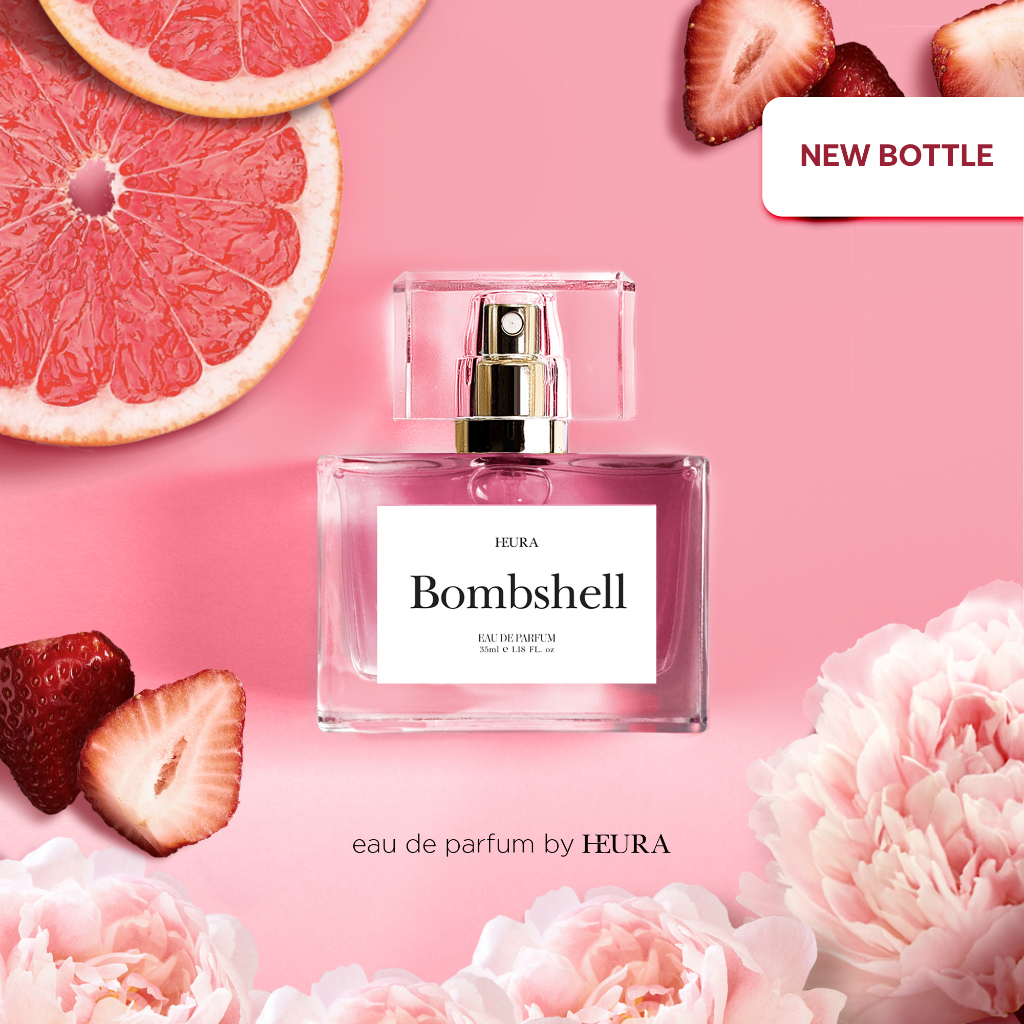 NEW BOTTLE
HEURA
Bombshell
EAU DE PARFUM
35ml e 1.18 FL. oz
eau de parfum by HEURA